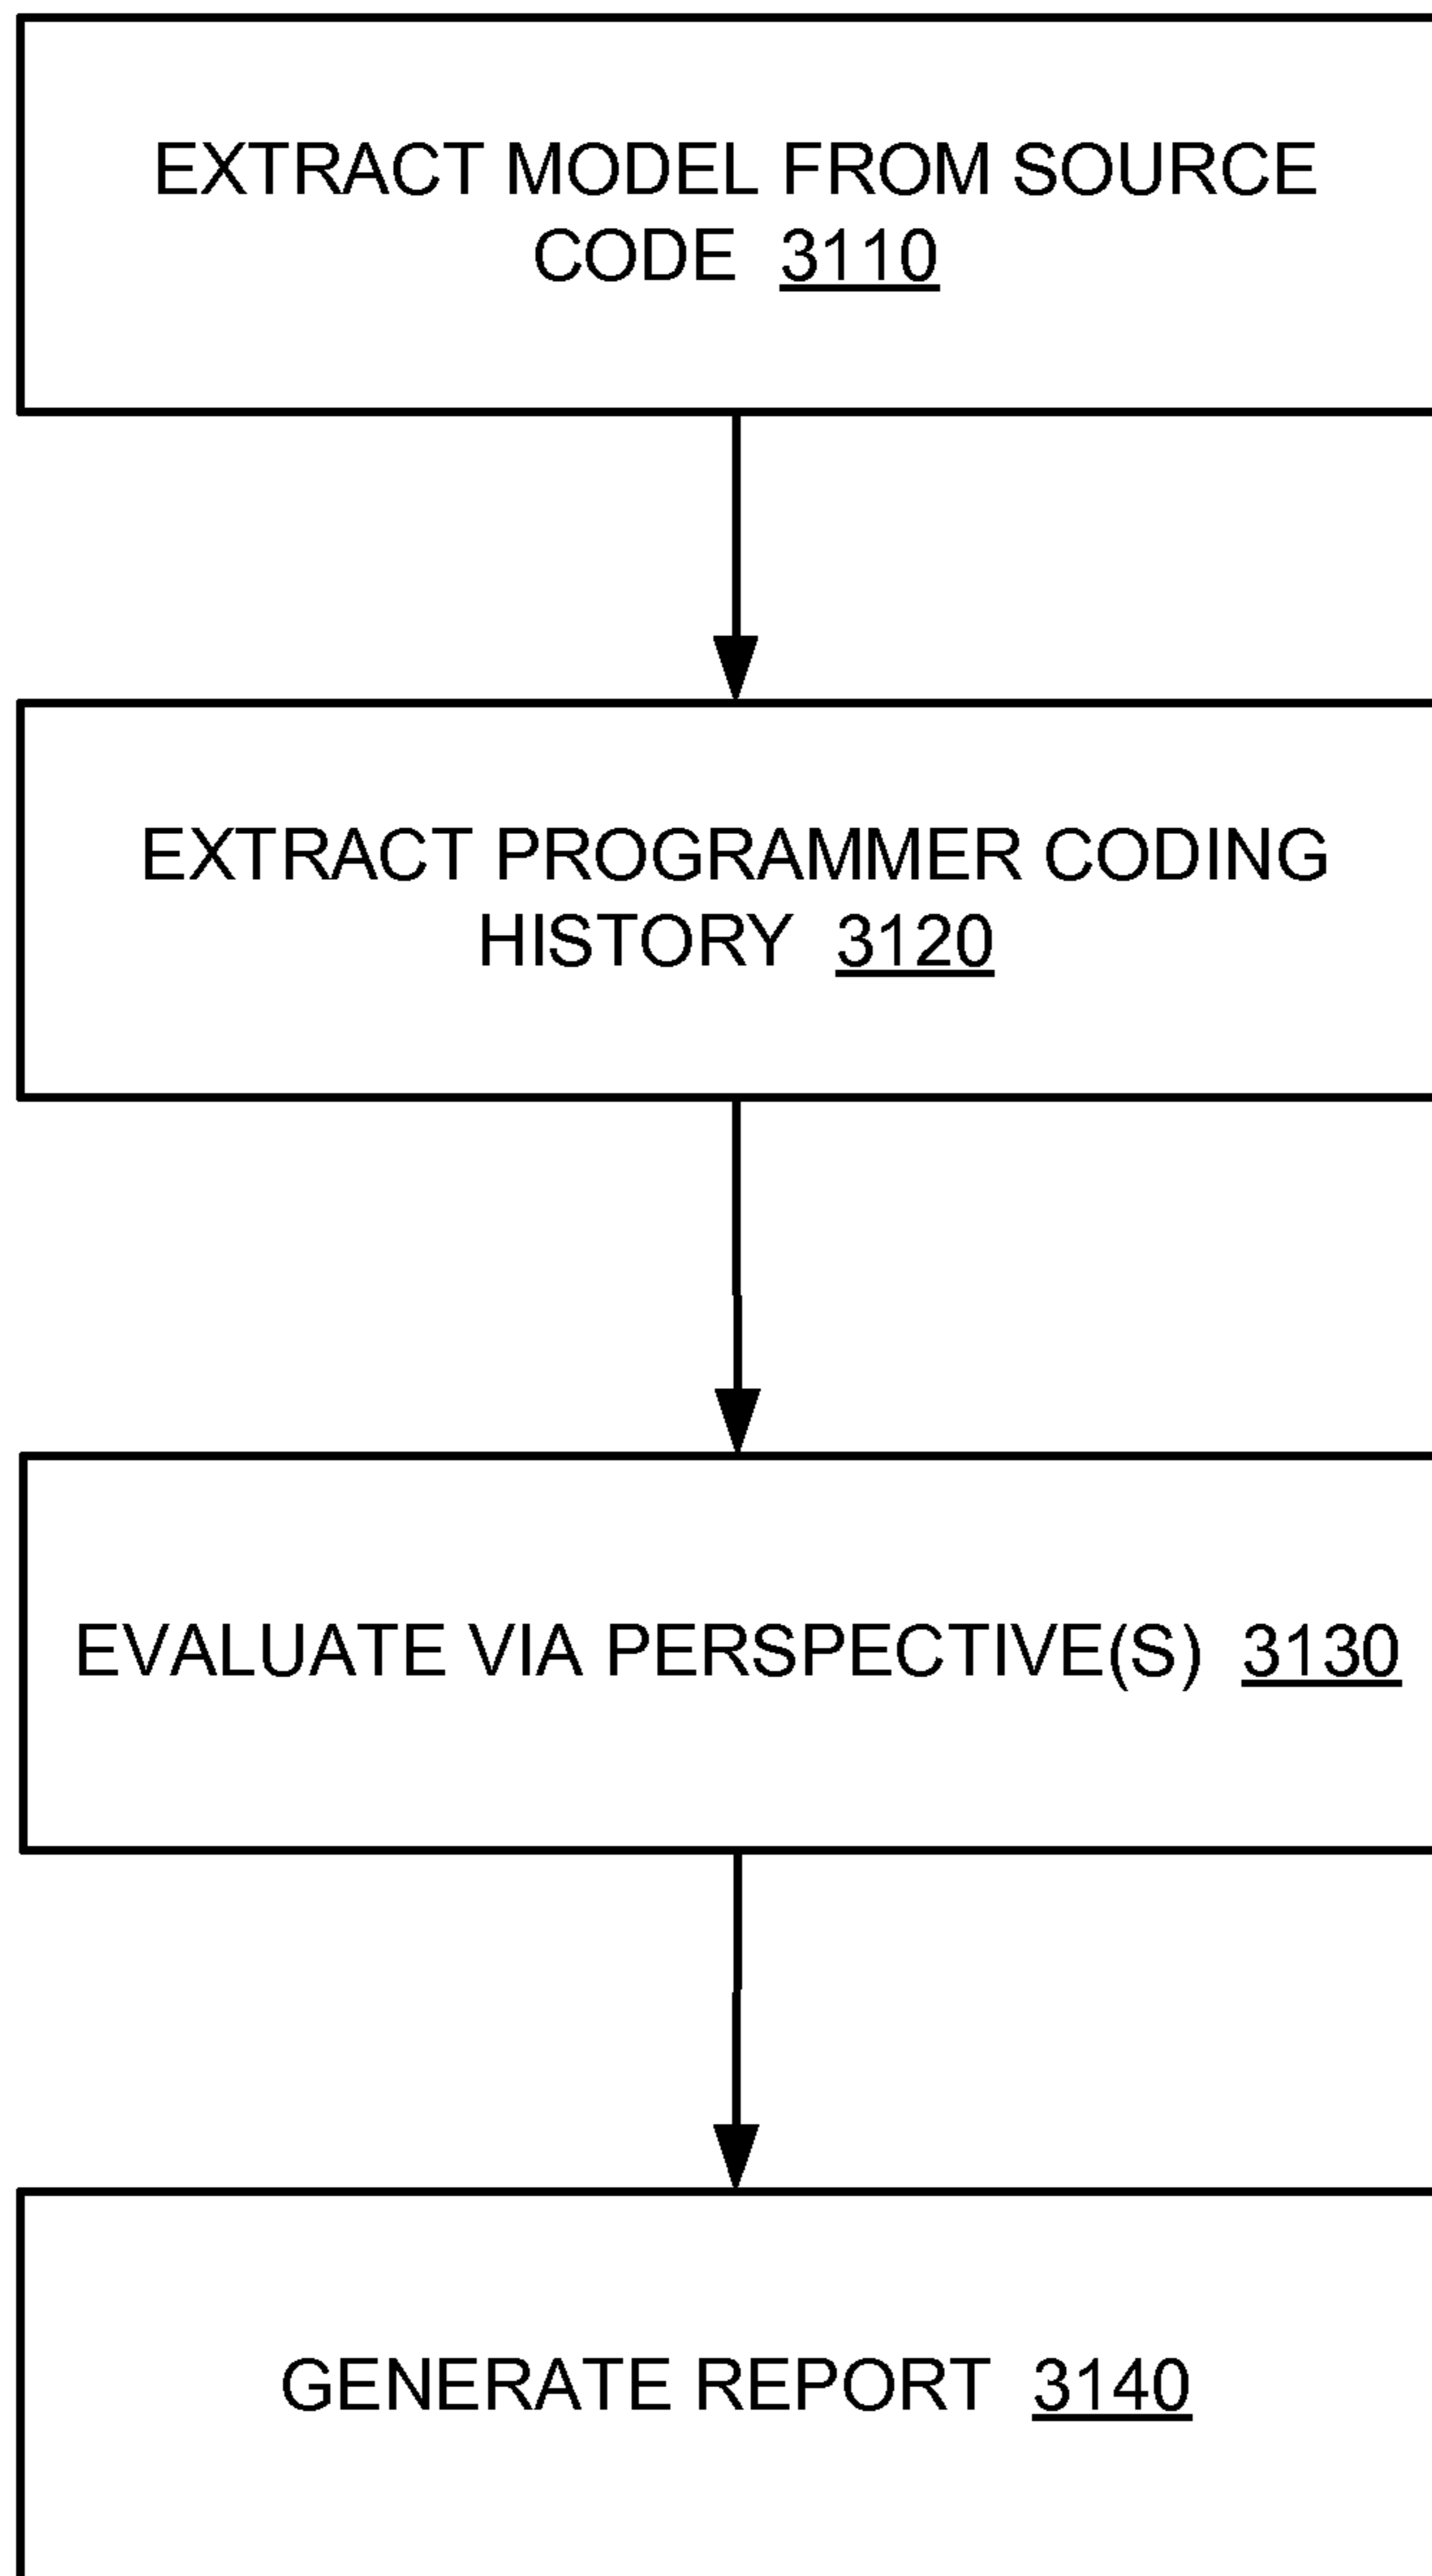 EXTRACT MODEL FROM SOURCE
CODE 3110
EXTRACT PROGRAMMER CODING
HISTORY 3120
EVALUATE VIA PERSPECTIVE(S) 3130
GENERATE REPORT 3140